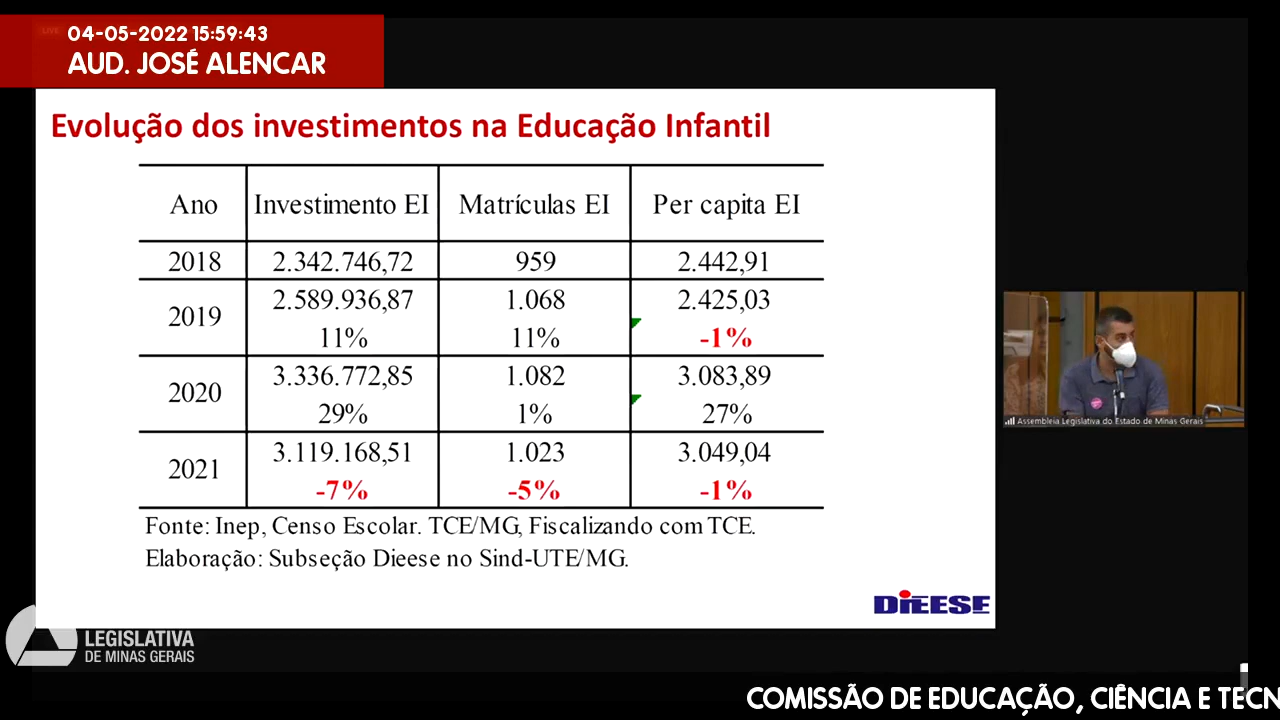 04-05-2022 15:59:43
AUD. JOSÉ ALENCAR
Evolução dos investimentos na Educação Infantil
Ano Investimento EI Matrículas EI Per capita EI
2018 2.342.746,72 959 2.442,91
2019 2.589.936,87 1.068 2.425,03
11% 11% -1%
2020 3.336.772,85 1.082 3.083,89
29% 1% 27%
2021 3.119.168,51 1.023 3.049,04
-7% -5% -1%
Fonte: Inep, Censo Escolar. TCE/MG, Fiscalizando com TCE.
Elaboração: Subseção Dieese no Sind-UTE/MG.
DIEESE
Assembleia Legislativa do Estado de Minas Gerais
LEGISLATIVA
DE MINAS GERAIS
COMISSÃO DE EDUCAÇÃO, CIÊNCIA E TECN